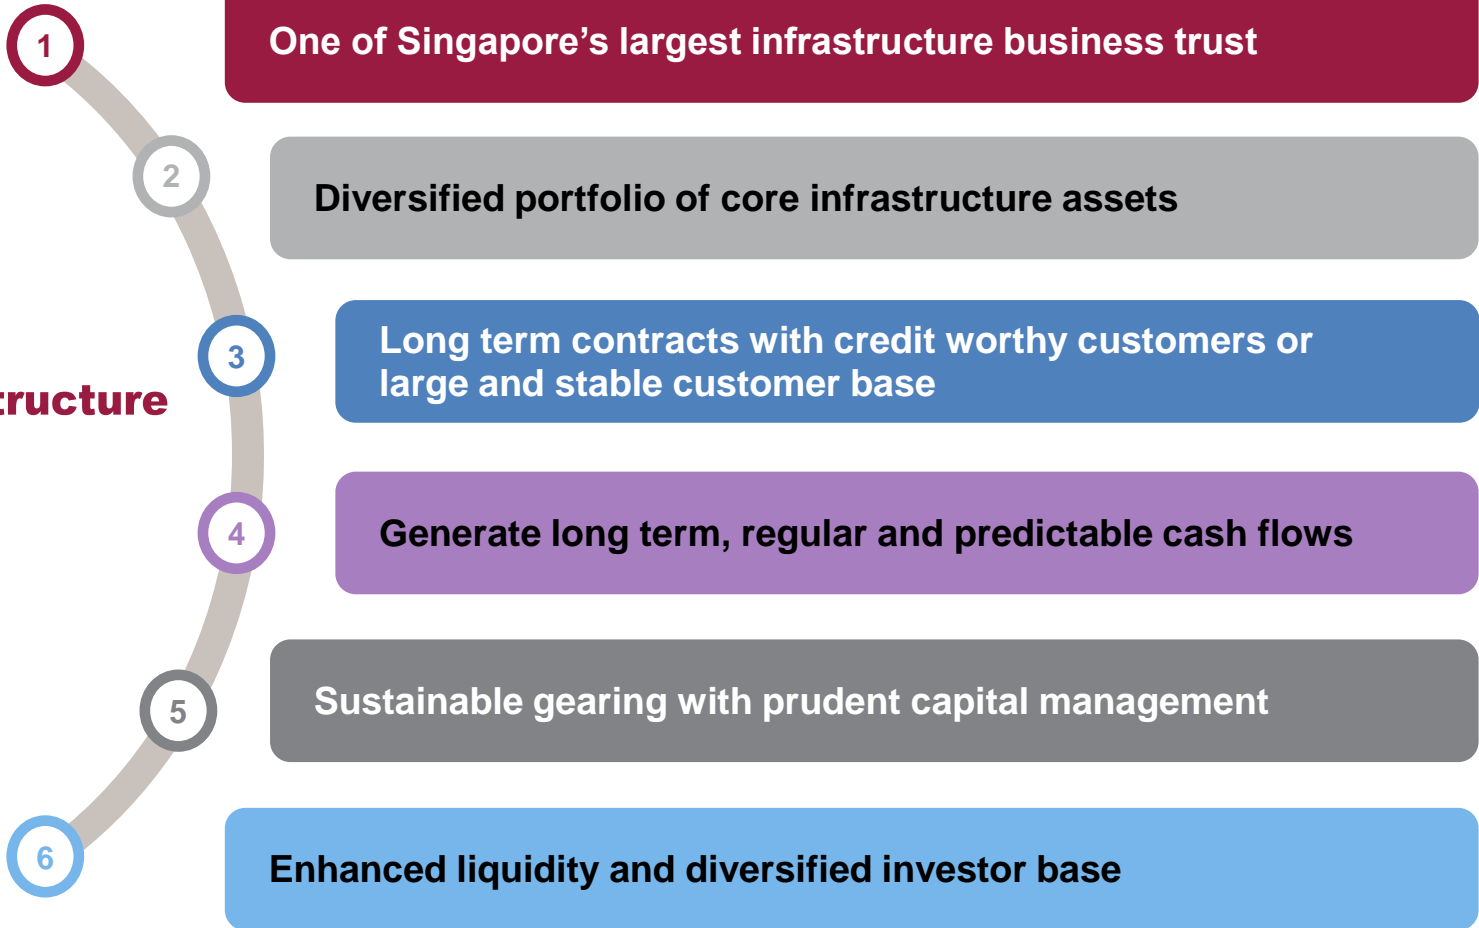 1
One of Singapore’s largest infrastructure business trust
2
Diversified portfolio of core infrastructure assets
3
Long term contracts with credit worthy customers or
large and stable customer base
tructure
4
Generate long term, regular and predictable cash flows
5
Sustainable gearing with prudent capital management
6
Enhanced liquidity and diversified investor base